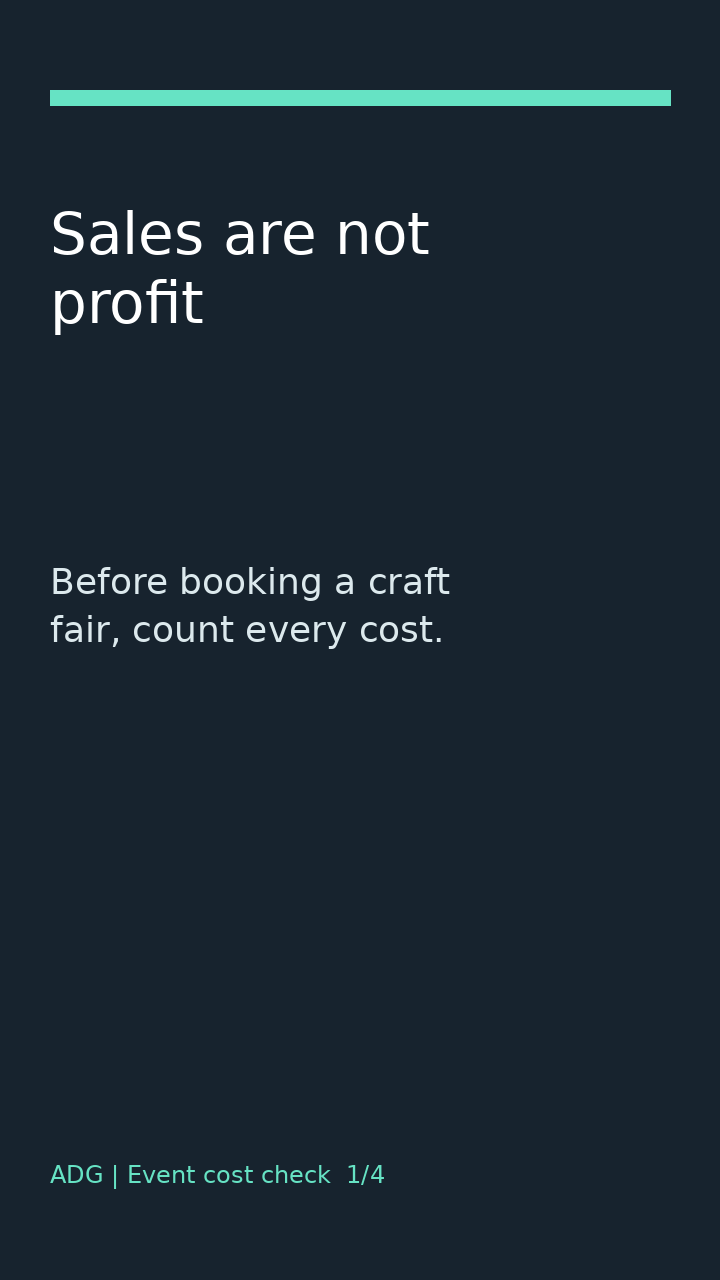 Sales are not
profit
Before booking a craft
fair, count every cost.
ADG | Event cost check  1/4